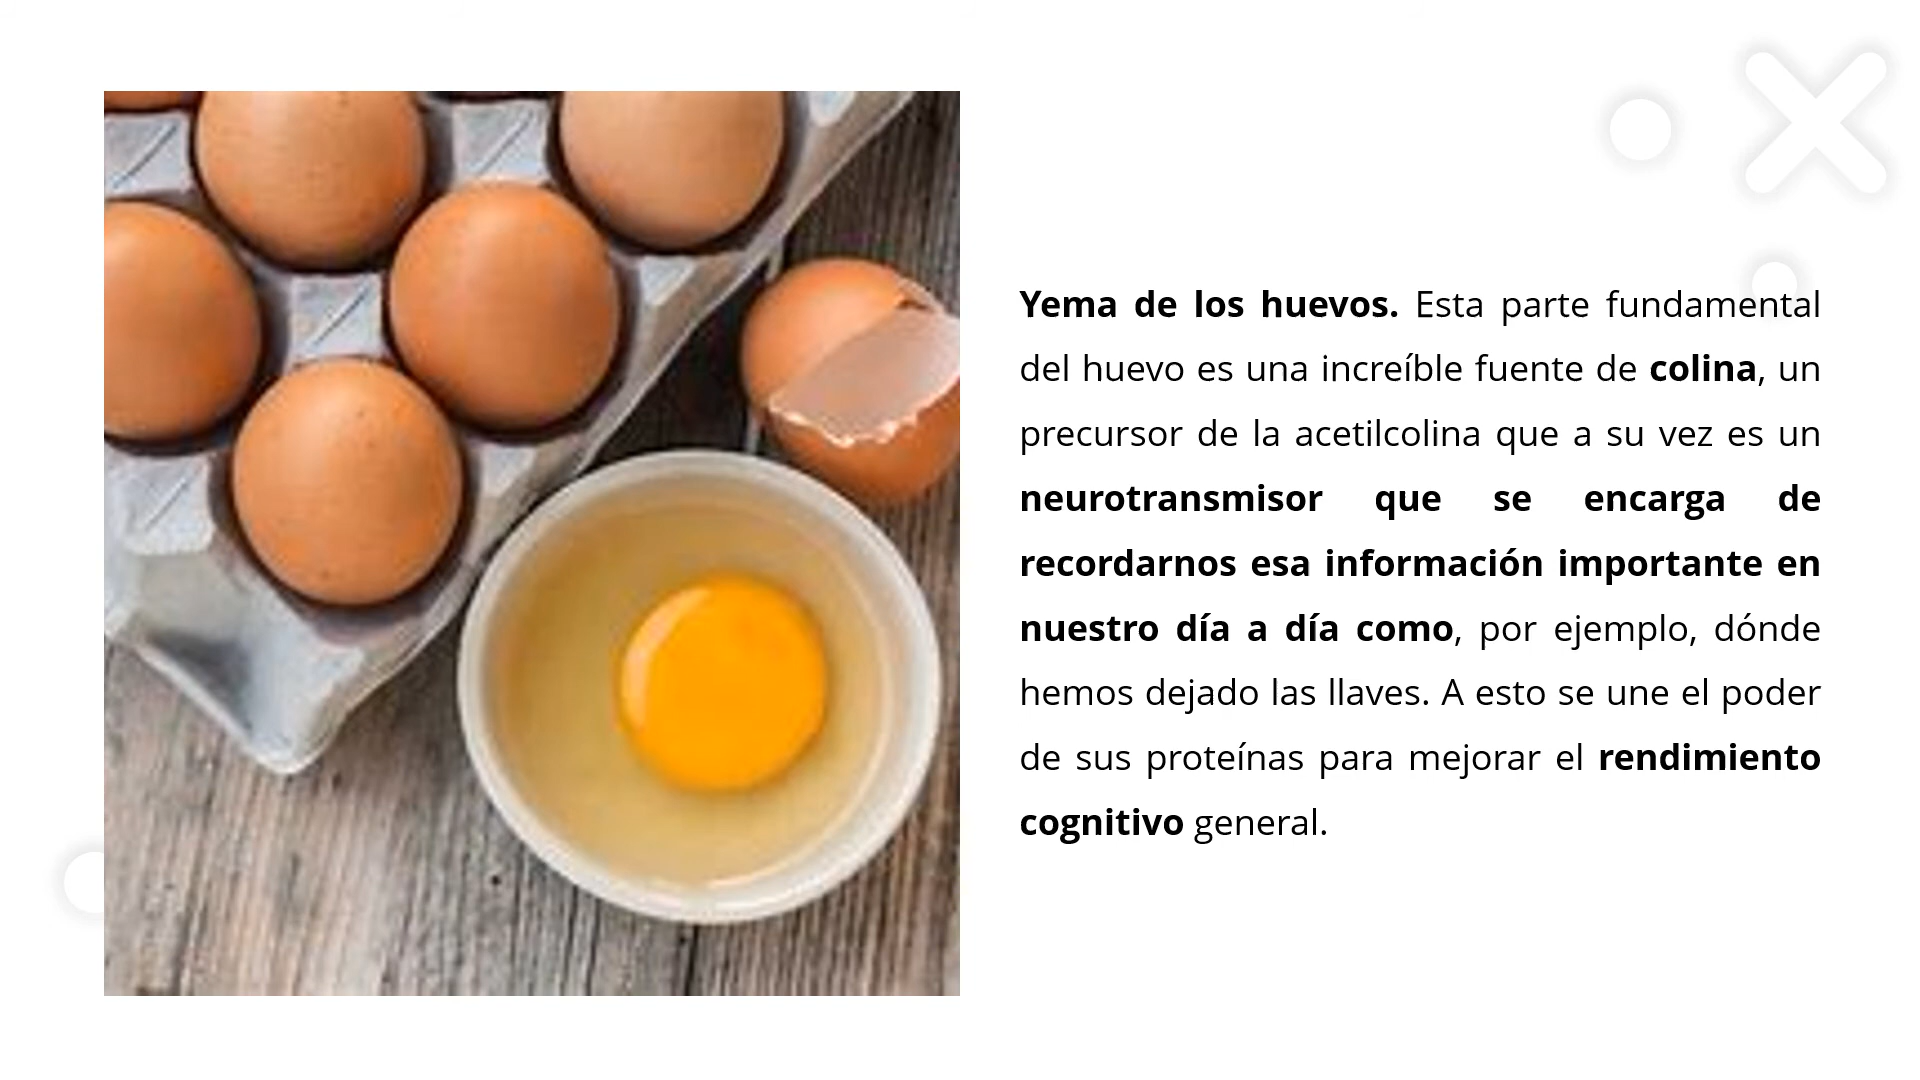 Yema de los huevos. Esta parte fundamental
del huevo es una increíble fuente de colina, un
precursor de la acetilcolina que a su vez es un
neurotransmisor que se encarga de
recordarnos esa información importante en
nuestro día a día como, por ejemplo, dónde
hemos dejado las llaves. A esto se une el poder
de sus proteínas para mejorar el rendimiento
cognitivo general.